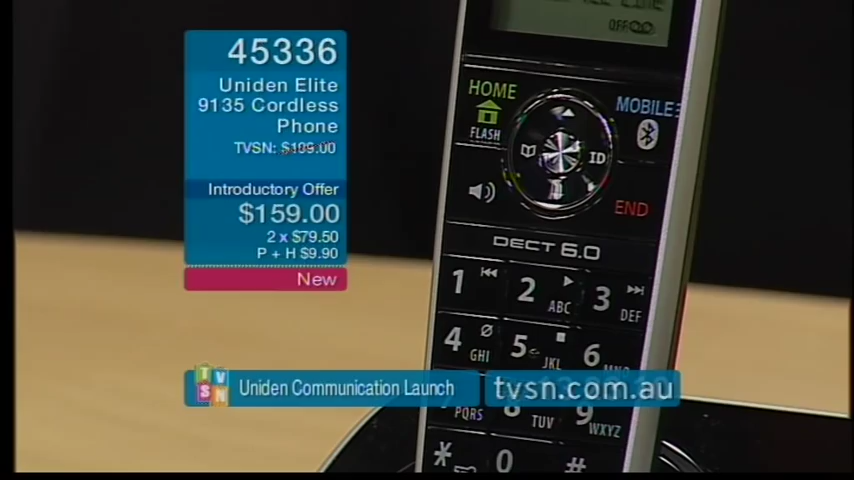 45336
Uniden Elite
9135 Cordless
Phone
TVSN: $199.00
Introductory Offer
$159.00
2 x $79.50
P + H $9.90
New
TVSN
Uniden Communication Launch
tvsn.com.au
HOME
FLASH
MOBILE
ID
END
DECT 6.0
1
2 ABC
3 DEF
4 GHI
5 JKL
6
PQRS
8 TUV
9 WXYZ
*
0
#